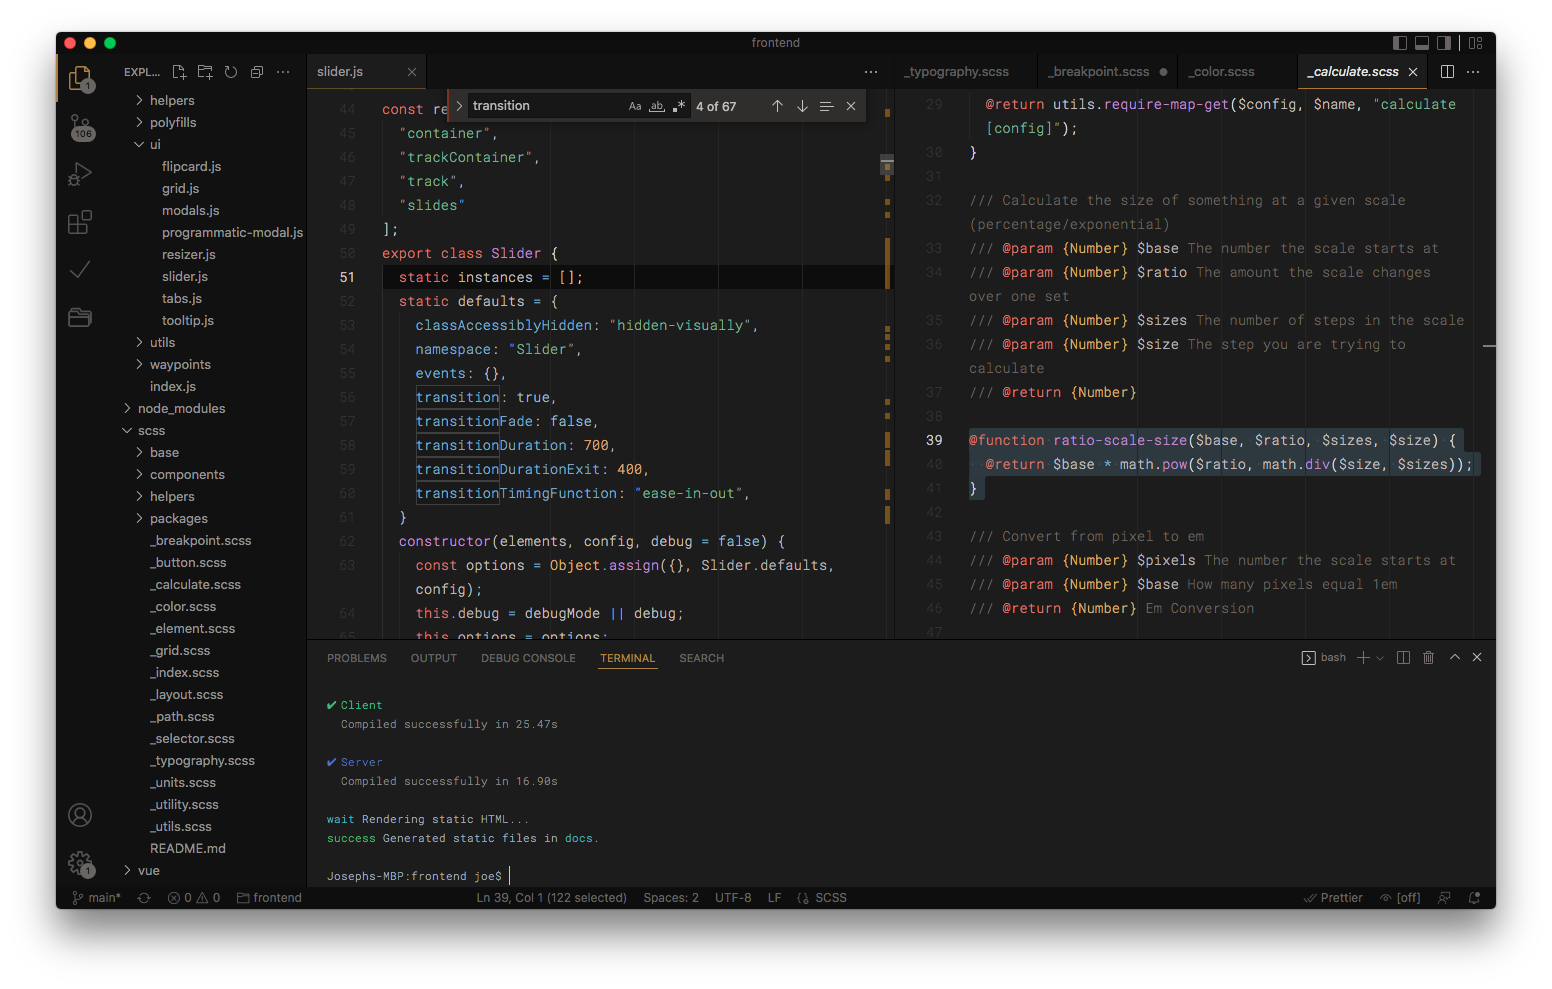 frontend
EXPL...
1
106
helpers
polyfills
ui
flipcard.js
grid.js
modals.js
programmatic-modal.js
resizer.js
slider.js
tabs.js
tooltip.js
utils
waypoints
index.js
node_modules
scss
base
components
helpers
packages
_breakpoint.scss
_button.scss
_calculate.scss
_color.scss
_element.scss
_grid.scss
_index.scss
_layout.scss
_path.scss
_selector.scss
_typography.scss
_units.scss
_utility.scss
_utils.scss
README.md
vue
1
slider.js
transition
Aa ab .* 4 of 67
44 const re
45 "container",
46 "trackContainer",
47 "track",
48 "slides"
49 ];
50 export class Slider {
51 static instances = [];
52 static defaults = {
53 classAccessiblyHidden: "hidden-visually",
54 namespace: "Slider",
55 events: {},
56 transition: true,
57 transitionFade: false,
58 transitionDuration: 700,
59 transitionDurationExit: 400,
60 transitionTimingFunction: "ease-in-out",
61 }
62 constructor(elements, config, debug = false) {
63 const options = Object.assign({}, Slider.defaults,
config);
64 this.debug = debugMode || debug;
65 this.options = options;
_typography.scss _breakpoint.scss _color.scss _calculate.scss
29 @return utils.require-map-get($config, $name, "calculate
[config]");
30 }
31
32 /// Calculate the size of something at a given scale
(percentage/exponential)
33 /// @param {Number} $base The number the scale starts at
34 /// @param {Number} $ratio The amount the scale changes
over one set
35 /// @param {Number} $sizes The number of steps in the scale
36 /// @param {Number} $size The step you are trying to
calculate
37 /// @return {Number}
38
39 @function ratio-scale-size($base, $ratio, $sizes, $size) {
40 @return $base * math.pow($ratio, math.div($size, $sizes));
41 }
42
43 /// Convert from pixel to em
44 /// @param {Number} $pixels The number the scale starts at
45 /// @param {Number} $base How many pixels equal 1em
46 /// @return {Number} Em Conversion
47
PROBLEMS OUTPUT DEBUG CONSOLE TERMINAL SEARCH
bash
✔ Client
Compiled successfully in 25.47s
✔ Server
Compiled successfully in 16.90s
wait Rendering static HTML...
success Generated static files in docs.
Josephs-MBP:frontend joe$
main* 0 0 frontend
Ln 39, Col 1 (122 selected) Spaces: 2 UTF-8 LF {} SCSS
Prettier [off]